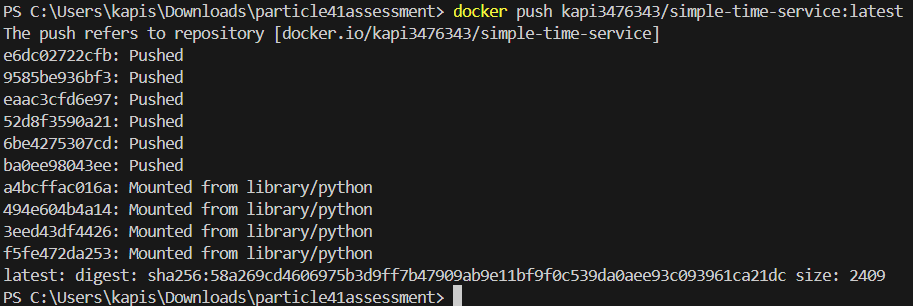 PS C:\Users\kapis\Downloads\particle41assessment> docker push kapi3476343/simple-time-service:latest
The push refers to repository [docker.io/kapi3476343/simple-time-service]
e6dc02722cfb: Pushed
9585be936bf3: Pushed
eaac3cfd6e97: Pushed
52d8f3590a21: Pushed
6be4275307cd: Pushed
ba0ee98043ee: Pushed
a4bcffac016a: Mounted from library/python
494e604b4a14: Mounted from library/python
3eed43df4426: Mounted from library/python
f5fe472da253: Mounted from library/python
latest: digest: sha256:58a269cd4606975b3d9ff7b47909ab9e11bf9f0c539da0aee93c093961ca21dc size: 2409
PS C:\Users\kapis\Downloads\particle41assessment>